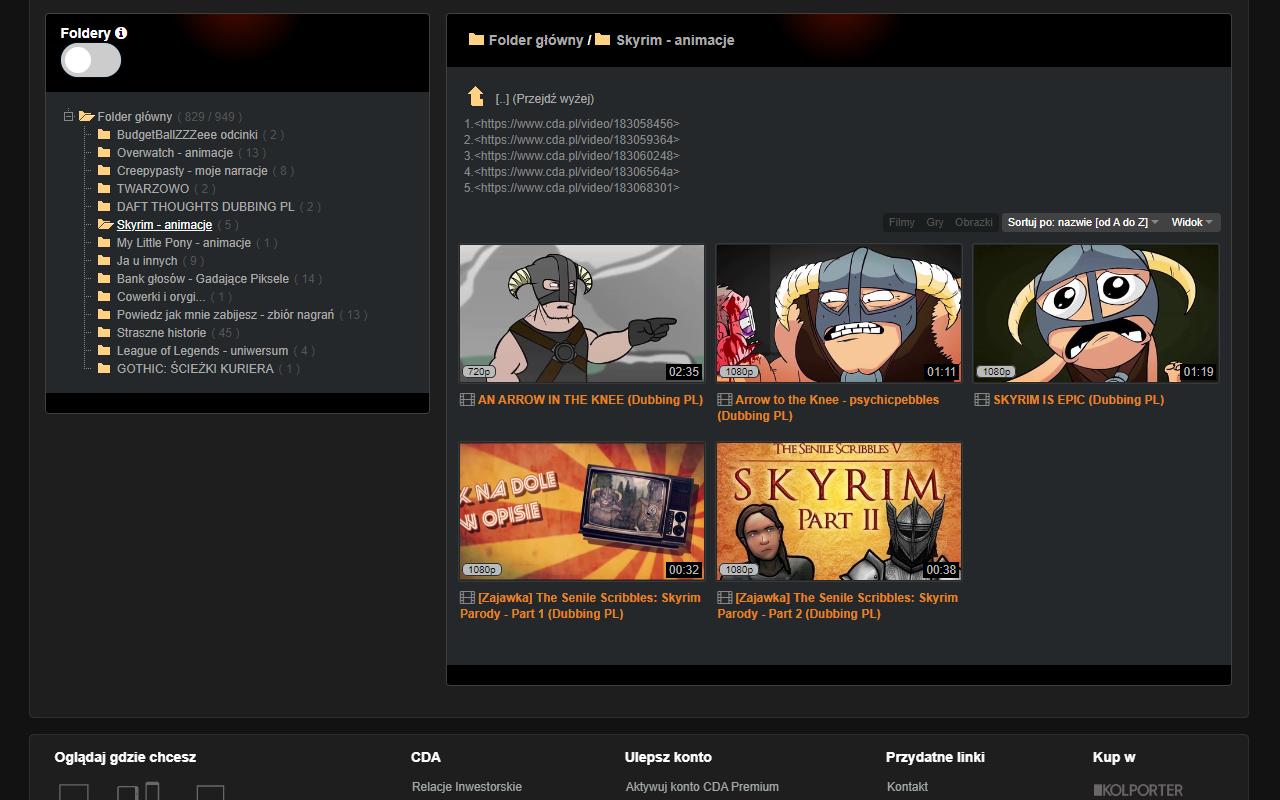 Foldery
Folder główny ( 829 / 949 )
BudgetBallZZZeee odcinki ( 2 )
Overwatch - animacje ( 13 )
Creepypasty - moje narracje ( 8 )
TWARZOWO ( 2 )
DAFT THOUGHTS DUBBING PL ( 2 )
Skyrim - animacje ( 5 )
My Little Pony - animacje ( 1 )
Ja u innych ( 9 )
Bank głosów - Gadające Piksele ( 14 )
Cowerki i orygi... ( 1 )
Powiedz jak mnie zabijesz - zbiór nagrań ( 13 )
Straszne historie ( 45 )
League of Legends - uniwersum ( 4 )
GOTHIC: ŚCIEŻKI KURIERA ( 1 )
Folder główny / Skyrim - animacje
[..] (Przejdź wyżej)
1.<https://www.cda.pl/video/183058456>
2.<https://www.cda.pl/video/183059364>
3.<https://www.cda.pl/video/183060248>
4.<https://www.cda.pl/video/18306564a>
5.<https://www.cda.pl/video/183068301>
Filmy Gry Obrazki Sortuj po: nazwie [od A do Z] Widok
720p 02:35
1080p 01:11
1080p 01:19
AN ARROW IN THE KNEE (Dubbing PL)
Arrow to the Knee - psychicpebbles
(Dubbing PL)
SKYRIM IS EPIC (Dubbing PL)
K NA DOLE
W OPISIE
1080p 00:32
THE SENILE SCRIBBLES V
SKYRIM
PART II
1080p 00:38
[Zajawka] The Senile Scribbles: Skyrim
Parody - Part 1 (Dubbing PL)
[Zajawka] The Senile Scribbles: Skyrim
Parody - Part 2 (Dubbing PL)
Oglądaj gdzie chcesz
CDA
Relacje Inwestorskie
Ulepsz konto
Aktywuj konto CDA Premium
Przydatne linki
Kontakt
Kup w
KOLPORTER